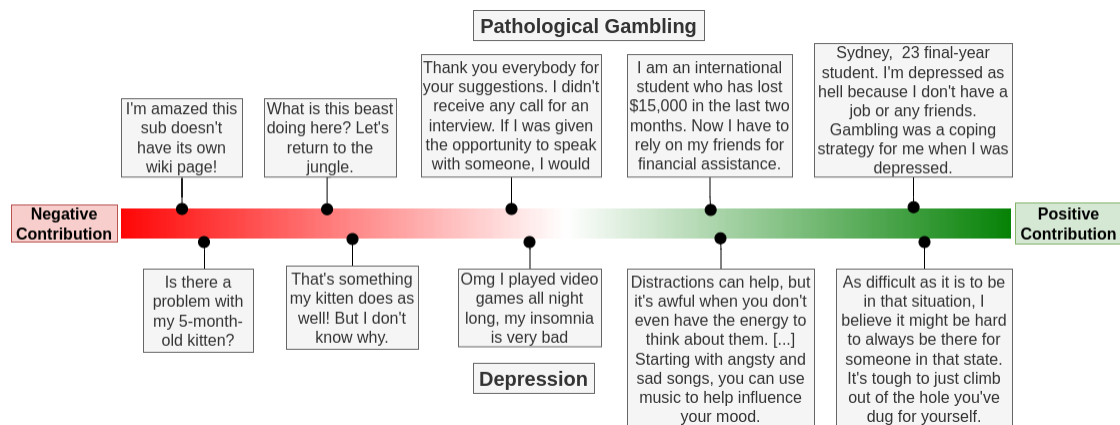 Pathological Gambling
I'm amazed this
sub doesn't
have its own
wiki page!
What is this beast
doing here? Let's
return to the
jungle.
Thank you everybody for
your suggestions. I didn't
receive any call for an
interview. If I was given
the opportunity to speak
with someone, I would
I am an international
student who has lost
$15,000 in the last two
months. Now I have to
rely on my friends for
financial assistance.
Sydney,  23 final-year
student. I'm depressed as
hell because I don't have a
job or any friends.
Gambling was a coping
strategy for me when I was
depressed.
Negative
Contribution
Positive
Contribution
Is there a
problem with
my 5-month-
old kitten?
That's something
my kitten does as
well! But I don't
know why.
Omg I played video
games all night
long, my insomnia
is very bad
Distractions can help, but
it's awful when you don't
even have the energy to
think about them. [...]
Starting with angsty and
sad songs, you can use
music to help influence
your mood.
As difficult as it is to be
in that situation, I
believe it might be hard
to always be there for
someone in that state.
It's tough to just climb
out of the hole you've
dug for yourself.
Depression